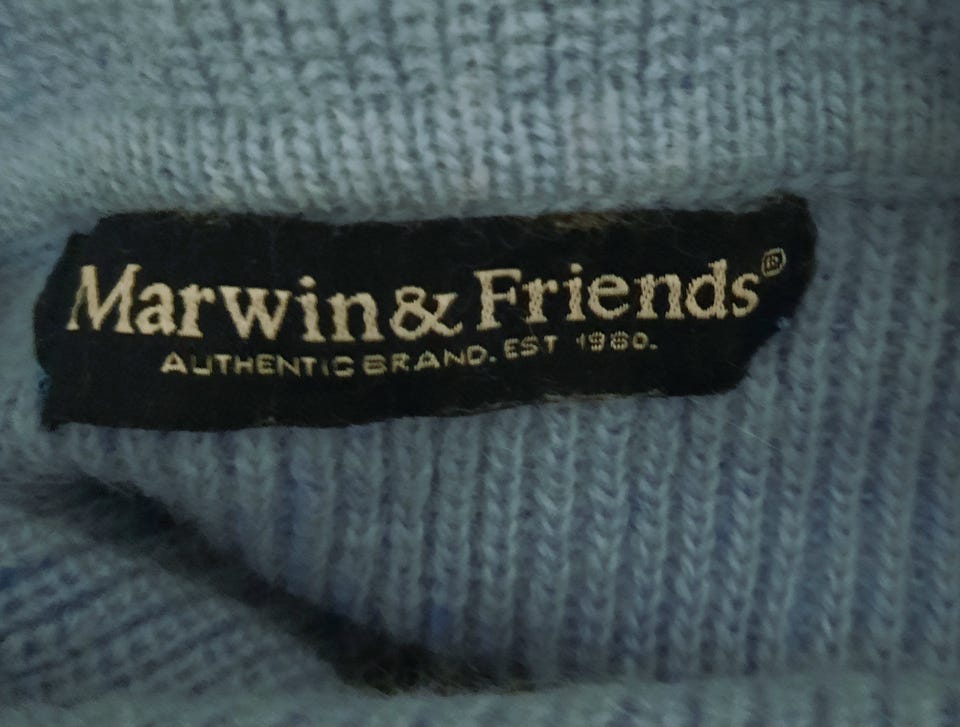 Marwin & Friends®
AUTHENTIC BRAND. EST 1980.